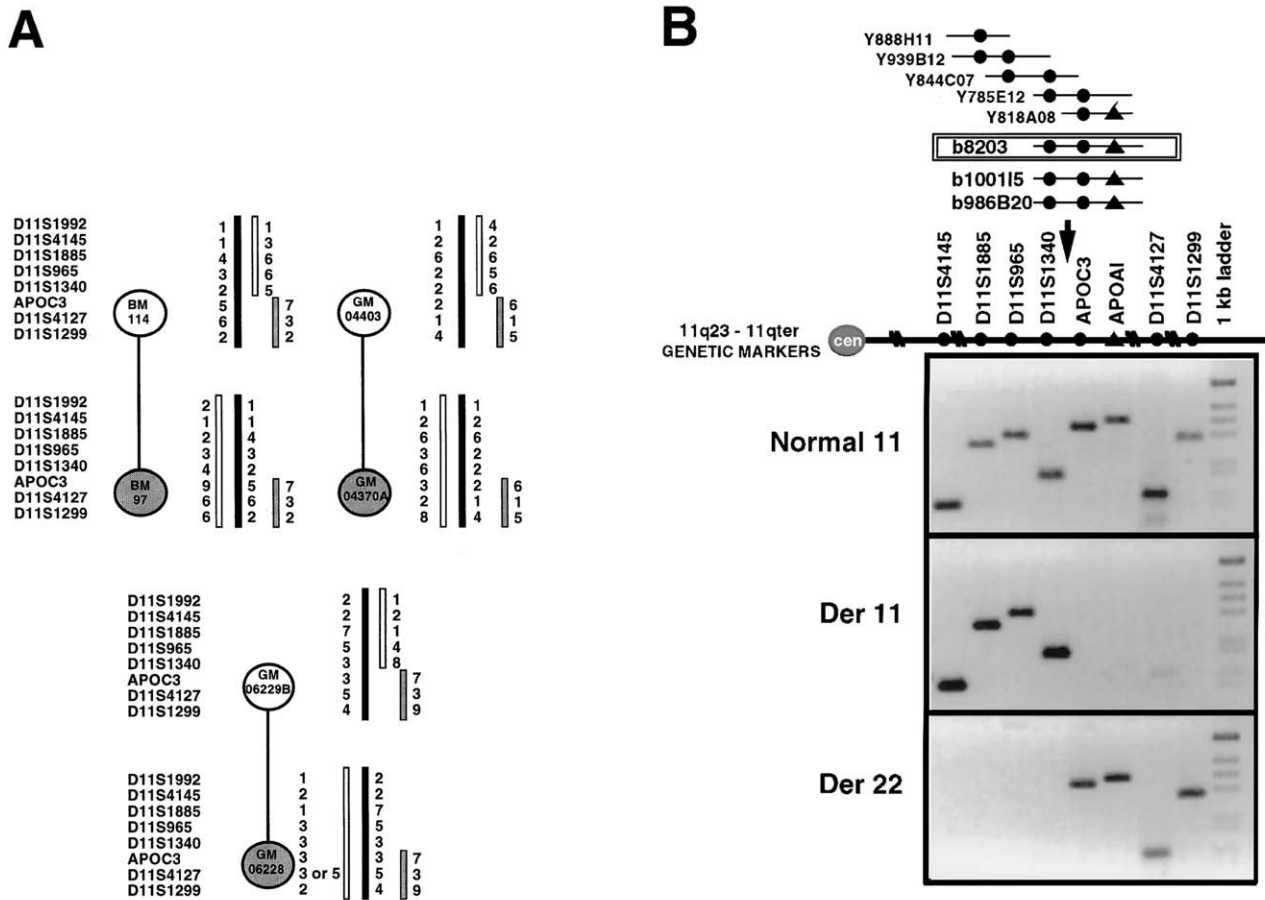 A
D11S1992 1 1 1 4
D11S4145 1 3 2 2
D11S1885 4 6 6 6
D11S965 3 6 2 5
D11S1340 2 5 2 6
APOC3 5 7 2 6
D11S4127 6 3 1 1
D11S1299 2 2 4 5
BM
114
GM
04403
D11S1992 2 1 1 1
D11S4145 1 1 2 2
D11S1885 2 4 6 6
D11S965 3 3 3 2
D11S1340 4 2 6 2
APOC3 9 5 7 3 2 6
D11S4127 6 6 3 2 1 1
D11S1299 6 2 2 8 4 5
BM
97
GM
04370A
D11S1992 2 1
D11S4145 2 2
D11S1885 7 1
D11S965 5 4
D11S1340 3 8
APOC3 3 7
D11S4127 5 3
D11S1299 4 9
GM
06229B
D11S1992 1 2
D11S4145 2 2
D11S1885 1 7
D11S965 3 5
D11S1340 3 3
APOC3 3 3 7
D11S4127 3 or 5 5 3
D11S1299 2 4 9
GM
06228
B
Y888H11
Y939B12
Y844C07
Y785E12
Y818A08
b8203
b1001I5
b986B20
D11S4145
D11S1885
D11S965
D11S1340
APOC3
APOAI
D11S4127
D11S1299
1 kb ladder
11q23 - 11qter
GENETIC MARKERS
cen
Normal 11
Der 11
Der 22